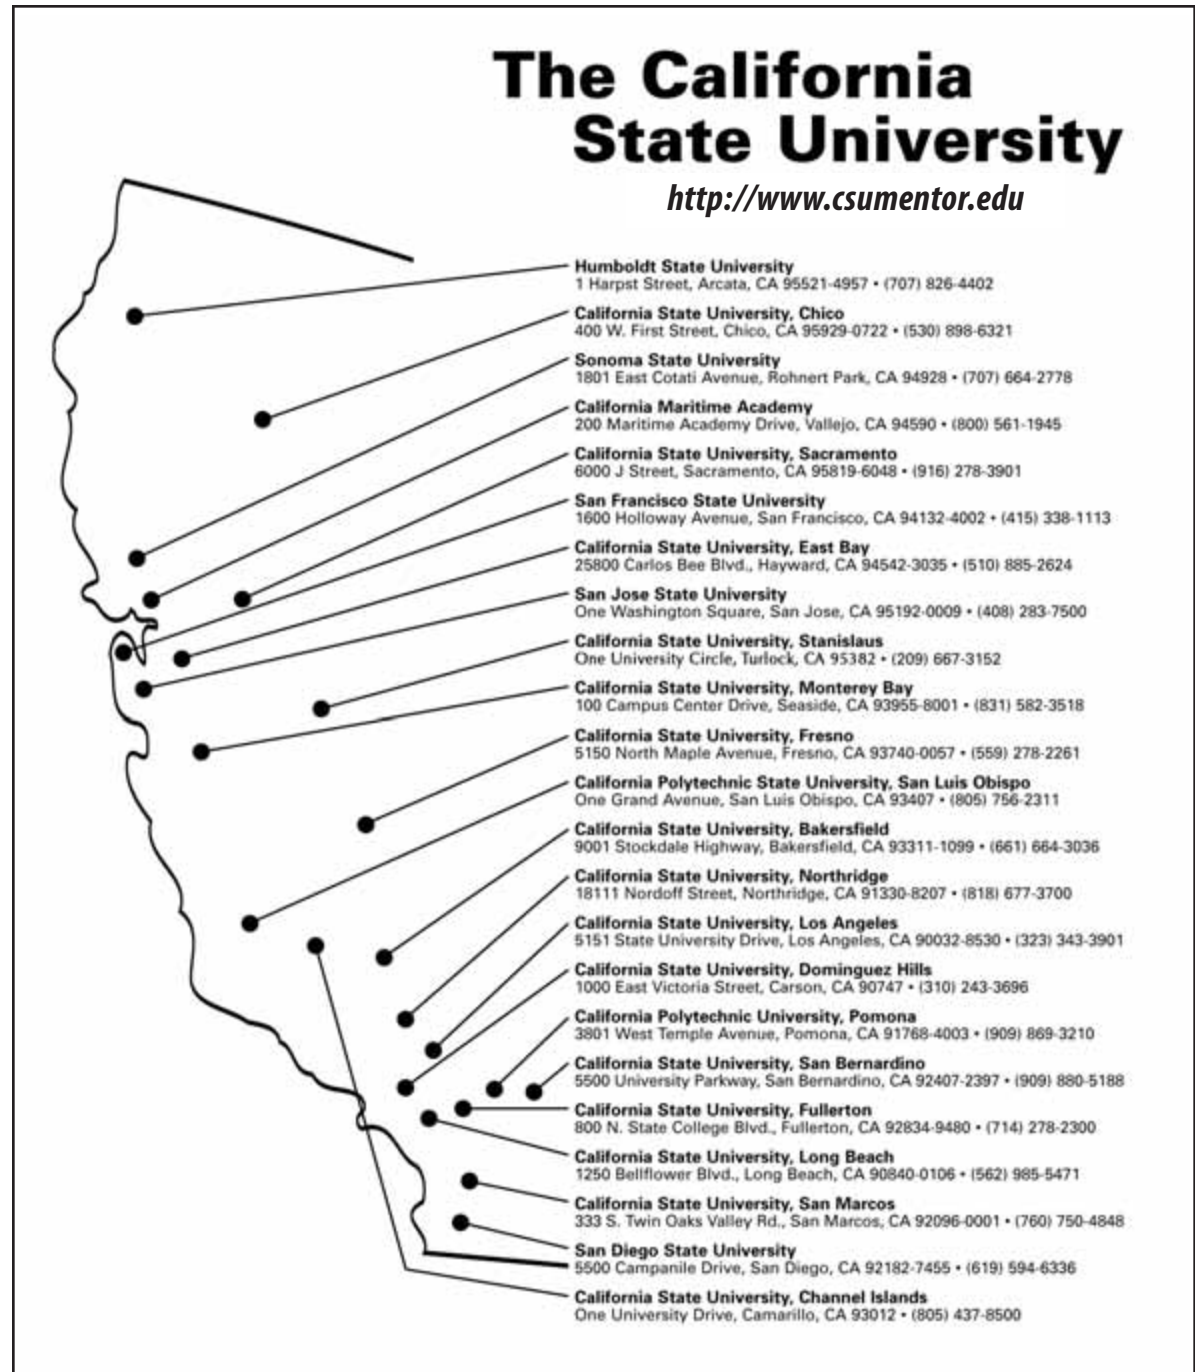 The California
State University
http://www.csumentor.edu
Humboldt State University
1 Harpst Street, Arcata, CA 95521-4957 • (707) 826-4402
California State University, Chico
400 W. First Street, Chico, CA 95929-0722 • (530) 898-6321
Sonoma State University
1801 East Cotati Avenue, Rohnert Park, CA 94928 • (707) 664-2778
California Maritime Academy
200 Maritime Academy Drive, Vallejo, CA 94590 • (800) 561-1945
California State University, Sacramento
6000 J Street, Sacramento, CA 95819-6048 • (916) 278-3901
San Francisco State University
1600 Holloway Avenue, San Francisco, CA 94132-4002 • (415) 338-1113
California State University, East Bay
25800 Carlos Bee Blvd., Hayward, CA 94542-3035 • (510) 885-2624
San Jose State University
One Washington Square, San Jose, CA 95192-0009 • (408) 283-7500
California State University, Stanislaus
One University Circle, Turlock, CA 95382 • (209) 667-3152
California State University, Monterey Bay
100 Campus Center Drive, Seaside, CA 93955-8001 • (831) 582-3518
California State University, Fresno
5150 North Maple Avenue, Fresno, CA 93740-0057 • (559) 278-2261
California Polytechnic State University, San Luis Obispo
One Grand Avenue, San Luis Obispo, CA 93407 • (805) 756-2311
California State University, Bakersfield
9001 Stockdale Highway, Bakersfield, CA 93311-1099 • (661) 664-3036
California State University, Northridge
18111 Nordoff Street, Northridge, CA 91330-8207 • (818) 677-3700
California State University, Los Angeles
5151 State University Drive, Los Angeles, CA 90032-8530 • (323) 343-3901
California State University, Dominguez Hills
1000 East Victoria Street, Carson, CA 90747 • (310) 243-3696
California Polytechnic University, Pomona
3801 West Temple Avenue, Pomona, CA 91768-4003 • (909) 869-3210
California State University, San Bernardino
5500 University Parkway, San Bernardino, CA 92407-2397 • (909) 880-5188
California State University, Fullerton
800 N. State College Blvd., Fullerton, CA 92834-9480 • (714) 278-2300
California State University, Long Beach
1250 Bellflower Blvd., Long Beach, CA 90840-0106 • (562) 985-5471
California State University, San Marcos
333 S. Twin Oaks Valley Rd., San Marcos, CA 92096-0001 • (760) 750-4848
San Diego State University
5500 Campanile Drive, San Diego, CA 92182-7455 • (619) 594-6336
California State University, Channel Islands
One University Drive, Camarillo, CA 93012 • (805) 437-8500